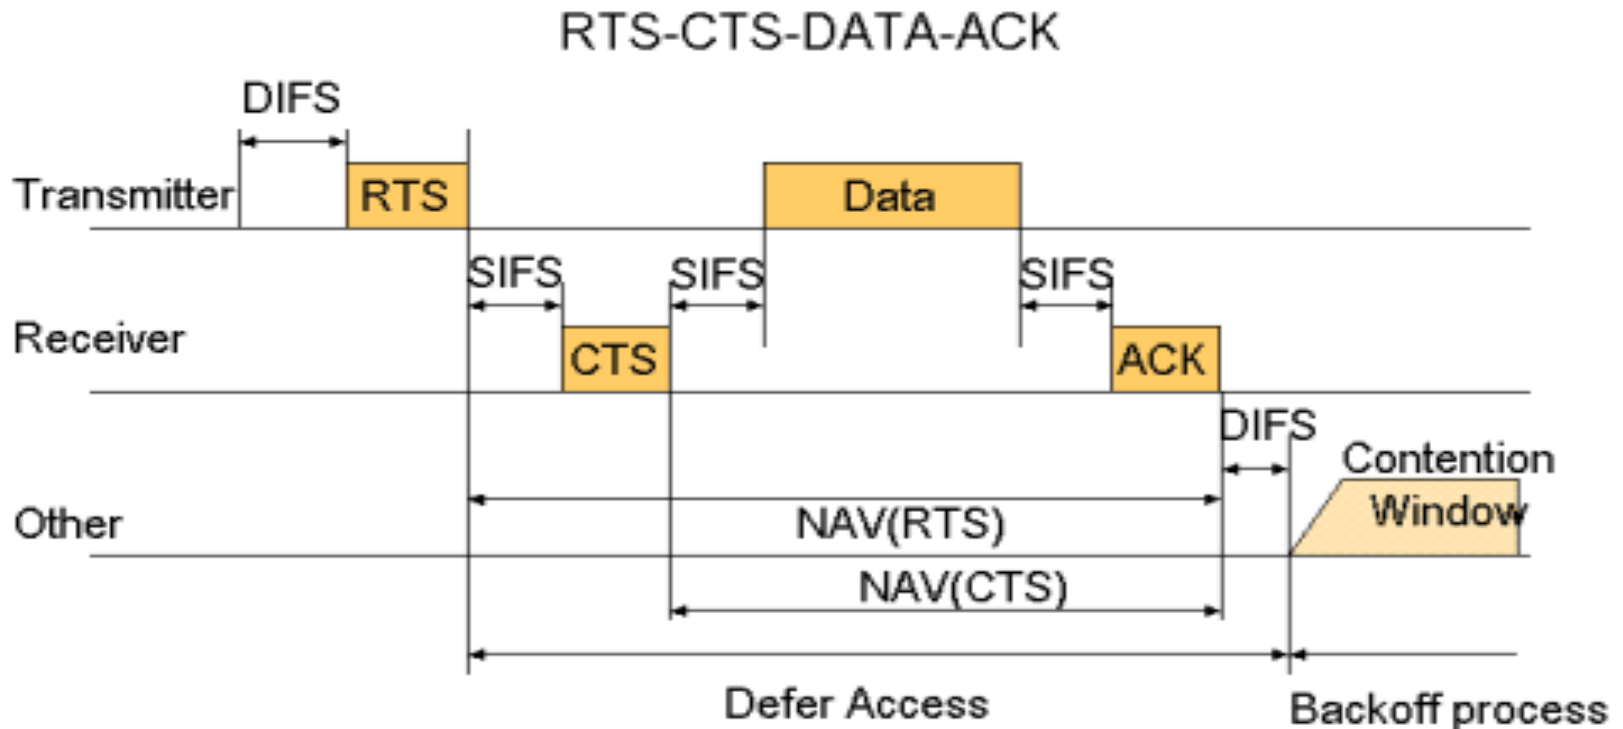 RTS-CTS-DATA-ACK
DIFS
Transmitter
RTS
Data
SIFS
SIFS
SIFS
Receiver
CTS
ACK
DIFS
Contention
Window
Other
NAV(RTS)
NAV(CTS)
Defer Access
Backoff process